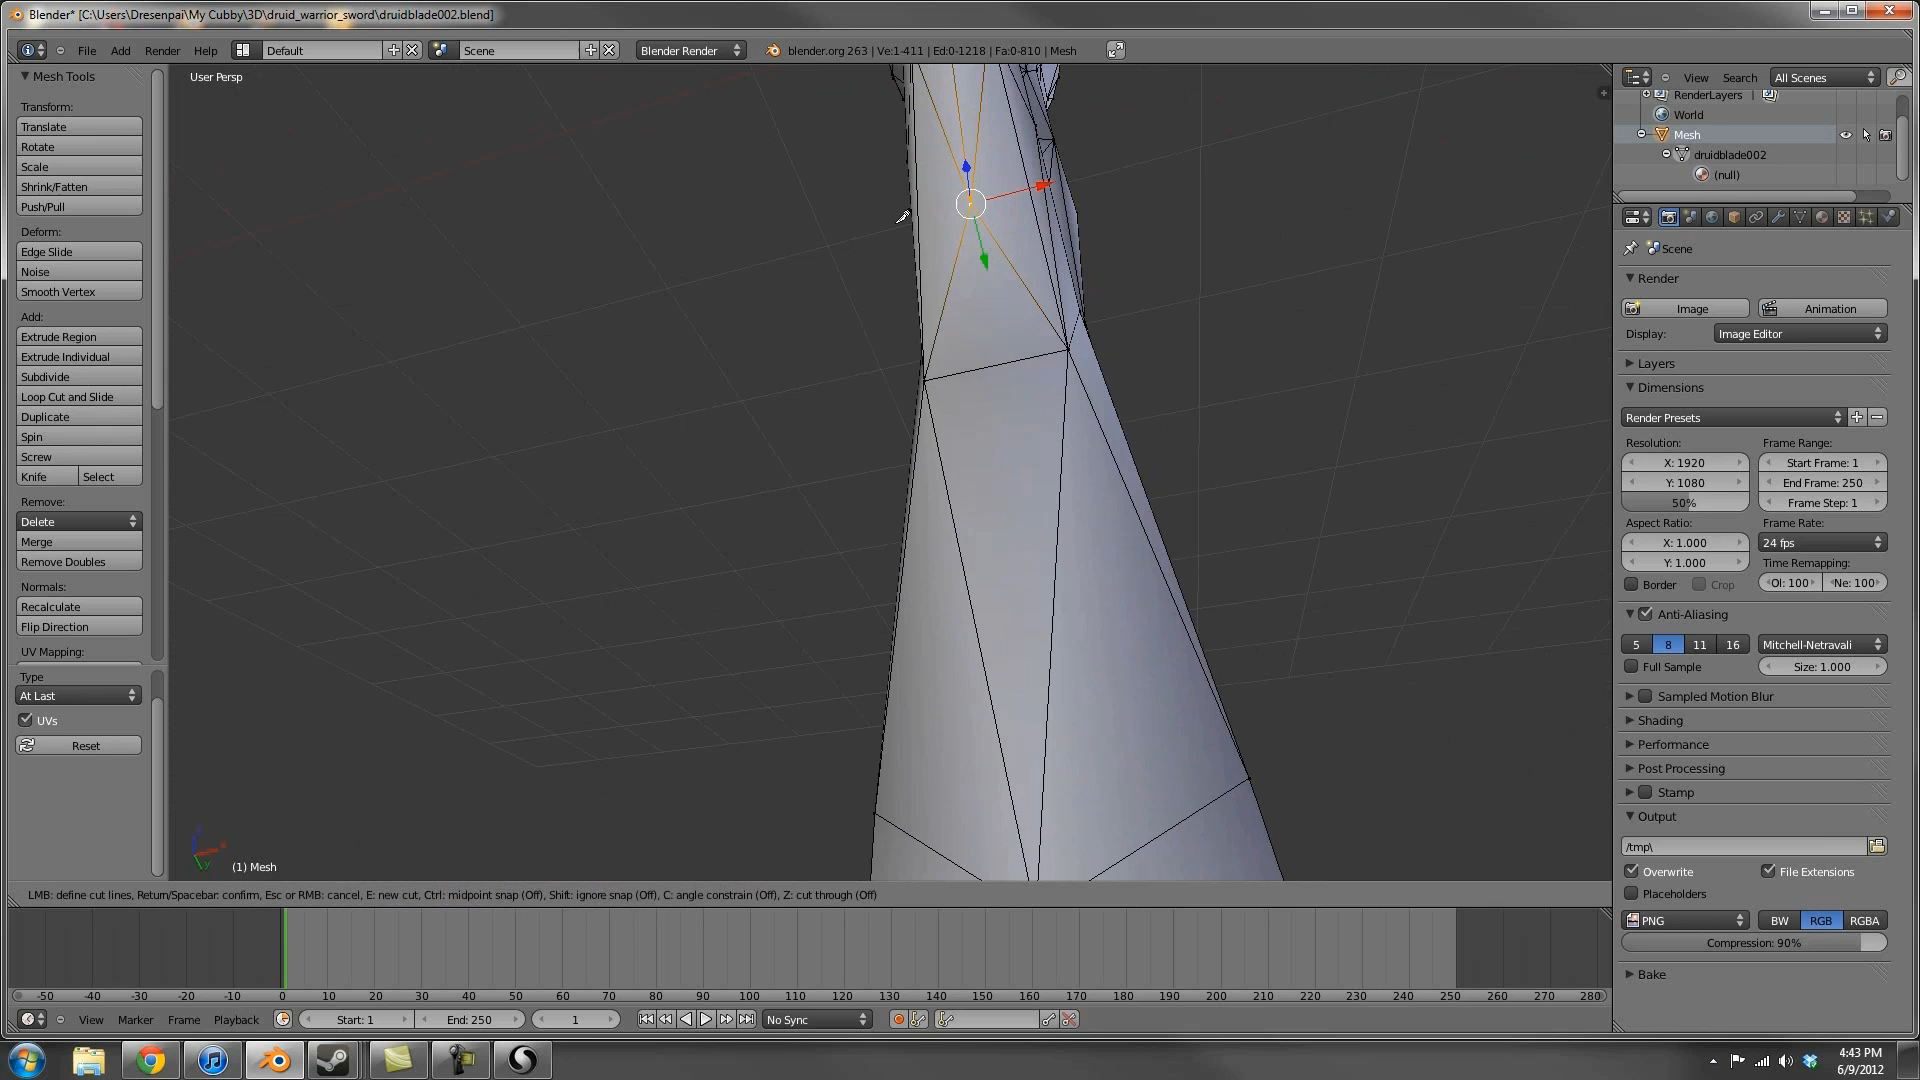 Blender* [C:\Users\Dresenpai\My Cubby\3D\druid_warrior_sword\druidblade002.blend]
File Add Render Help Default Scene Blender Render blender.org 263 | Ve:1-411 | Ed:0-1218 | Fa:0-810 | Mesh
Mesh Tools
Transform:
Translate
Rotate
Scale
Shrink/Fatten
Push/Pull
Deform:
Edge Slide
Noise
Smooth Vertex
Add:
Extrude Region
Extrude Individual
Subdivide
Loop Cut and Slide
Duplicate
Spin
Screw
Knife Select
Remove:
Delete
Merge
Remove Doubles
Normals:
Recalculate
Flip Direction
UV Mapping:
Type
At Last
UVs
Reset
User Persp
(1) Mesh
LMB: define cut lines, Return/Spacebar: confirm, Esc or RMB: cancel, E: new cut, Ctrl: midpoint snap (Off), Shift: ignore snap (Off), C: angle constrain (Off), Z: cut through (Off)
View Search All Scenes
RenderLayers |
World
Mesh
druidblade002
(null)
Scene
Render
Image Animation
Display: Image Editor
Layers
Dimensions
Render Presets
Resolution: Frame Range:
X: 1920 Start Frame: 1
Y: 1080 End Frame: 250
50% Frame Step: 1
Aspect Ratio: Frame Rate:
X: 1.000 24 fps
Y: 1.000 Time Remapping:
Border Crop Ol: 100 Ne: 100
Anti-Aliasing
5 8 11 16 Mitchell-Netravali
Full Sample Size: 1.000
Sampled Motion Blur
Shading
Performance
Post Processing
Stamp
Output
/tmp\
Overwrite File Extensions
Placeholders
PNG BW RGB RGBA
Compression: 90%
Bake
-50 -40 -30 -20 -10 0 10 20 30 40 50 60 70 80 90 100 110 120 130 140 150 160 170 180 190 200 210 220 230 240 250 260 270 280
View Marker Frame Playback Start: 1 End: 250 1 No Sync
4:43 PM
6/9/2012